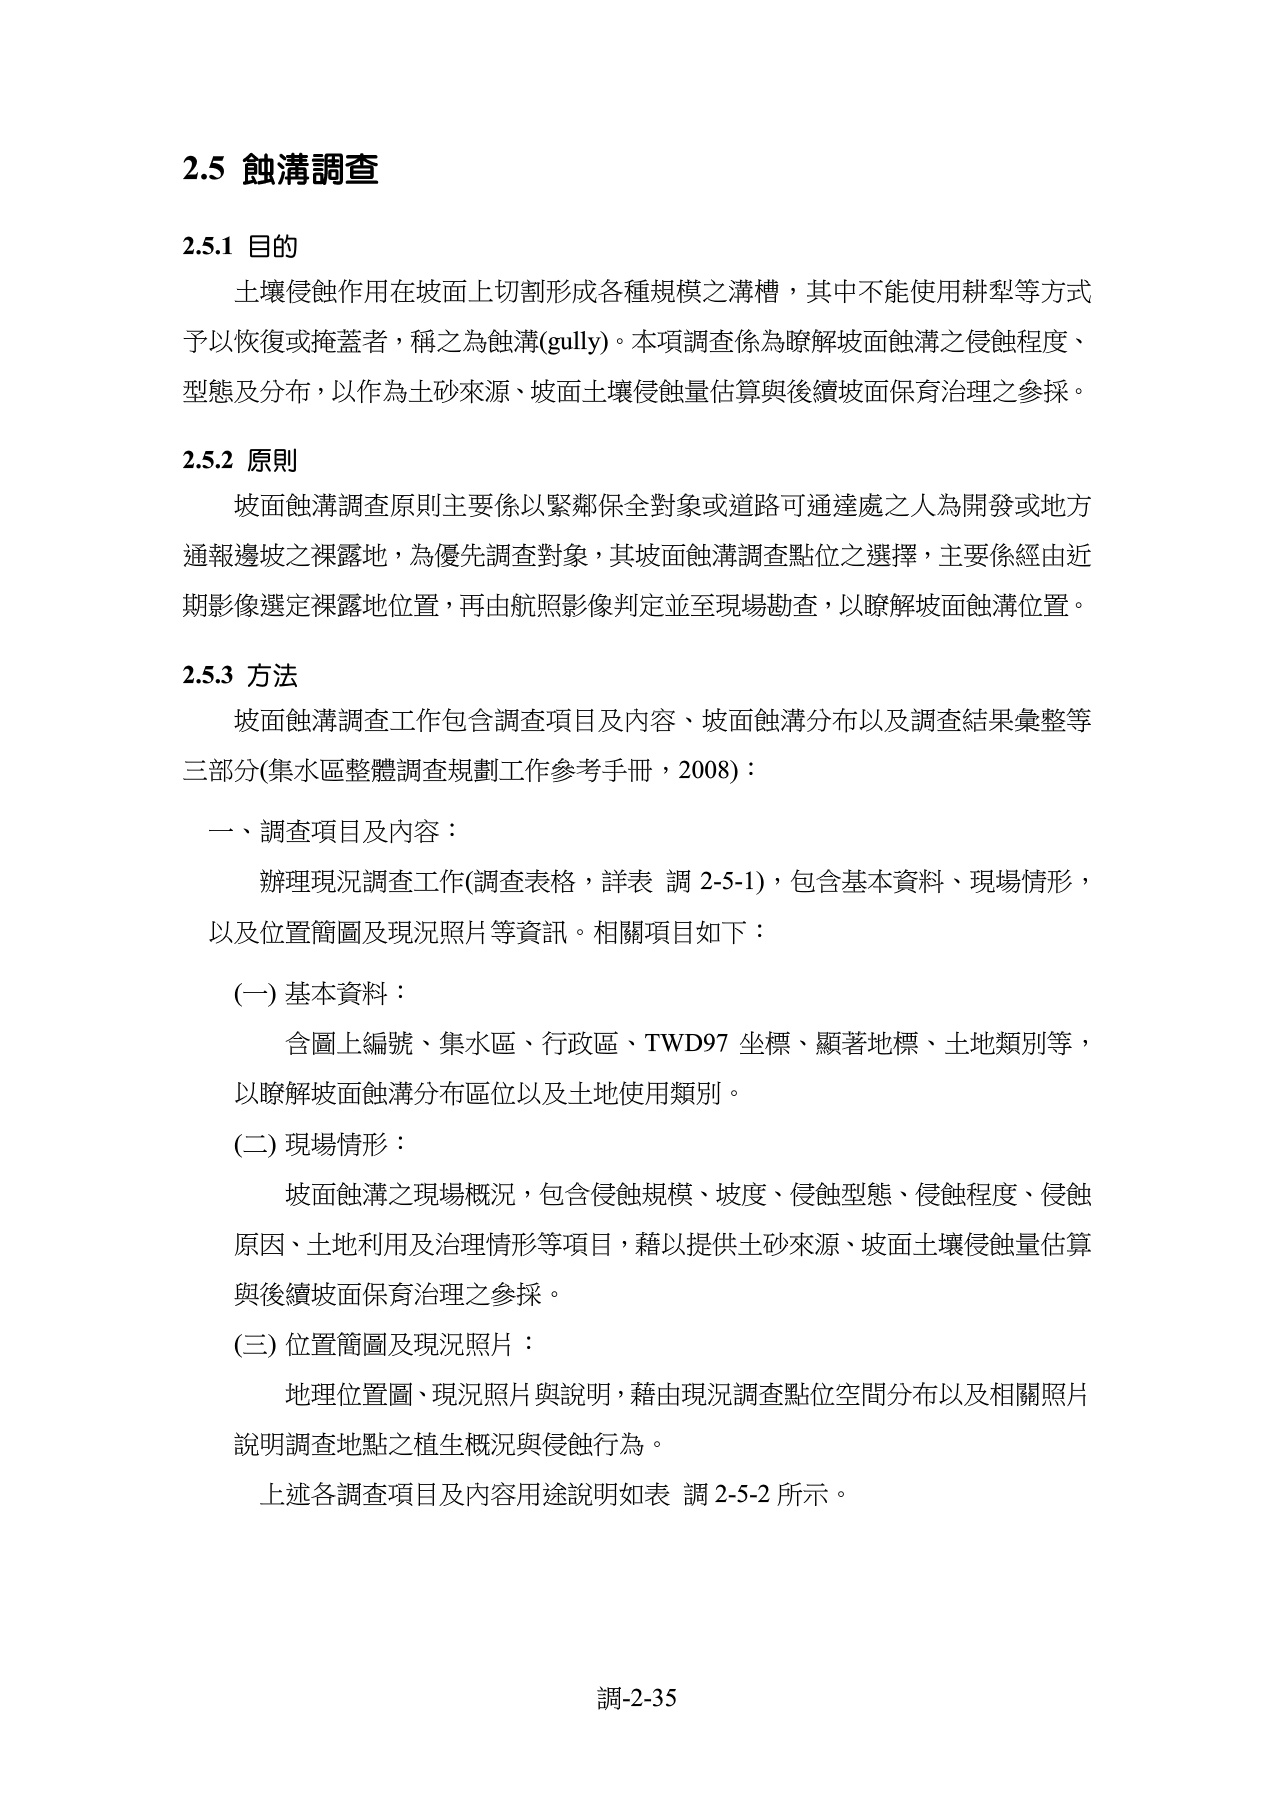 2.5 蝕溝調查
2.5.1 目的
土壤侵蝕作用在坡面上切割形成各種規模之溝槽，其中不能使用耕犁等方式
予以恢復或掩蓋者，稱之為蝕溝(gully)。本項調查係為瞭解坡面蝕溝之侵蝕程度、
型態及分布，以作為土砂來源、坡面土壤侵蝕量估算與後續坡面保育治理之參採。
2.5.2 原則
坡面蝕溝調查原則主要係以緊鄰保全對象或道路可通達處之人為開發或地方
通報邊坡之裸露地，為優先調查對象，其坡面蝕溝調查點位之選擇，主要係經由近
期影像選定裸露地位置，再由航照影像判定並至現場勘查，以瞭解坡面蝕溝位置。
2.5.3 方法
坡面蝕溝調查工作包含調查項目及內容、坡面蝕溝分布以及調查結果彙整等
三部分(集水區整體調查規劃工作參考手冊，2008)：
一、調查項目及內容：
辦理現況調查工作(調查表格，詳表 調 2-5-1)，包含基本資料、現場情形，
以及位置簡圖及現況照片等資訊。相關項目如下：
(一) 基本資料：
含圖上編號、集水區、行政區、TWD97 坐標、顯著地標、土地類別等，
以瞭解坡面蝕溝分布區位以及土地使用類別。
(二) 現場情形：
坡面蝕溝之現場概況，包含侵蝕規模、坡度、侵蝕型態、侵蝕程度、侵蝕
原因、土地利用及治理情形等項目，藉以提供土砂來源、坡面土壤侵蝕量估算
與後續坡面保育治理之參採。
(三) 位置簡圖及現況照片：
地理位置圖、現況照片與說明，藉由現況調查點位空間分布以及相關照片
說明調查地點之植生概況與侵蝕行為。
上述各調查項目及內容用途說明如表 調 2-5-2 所示。
調-2-35